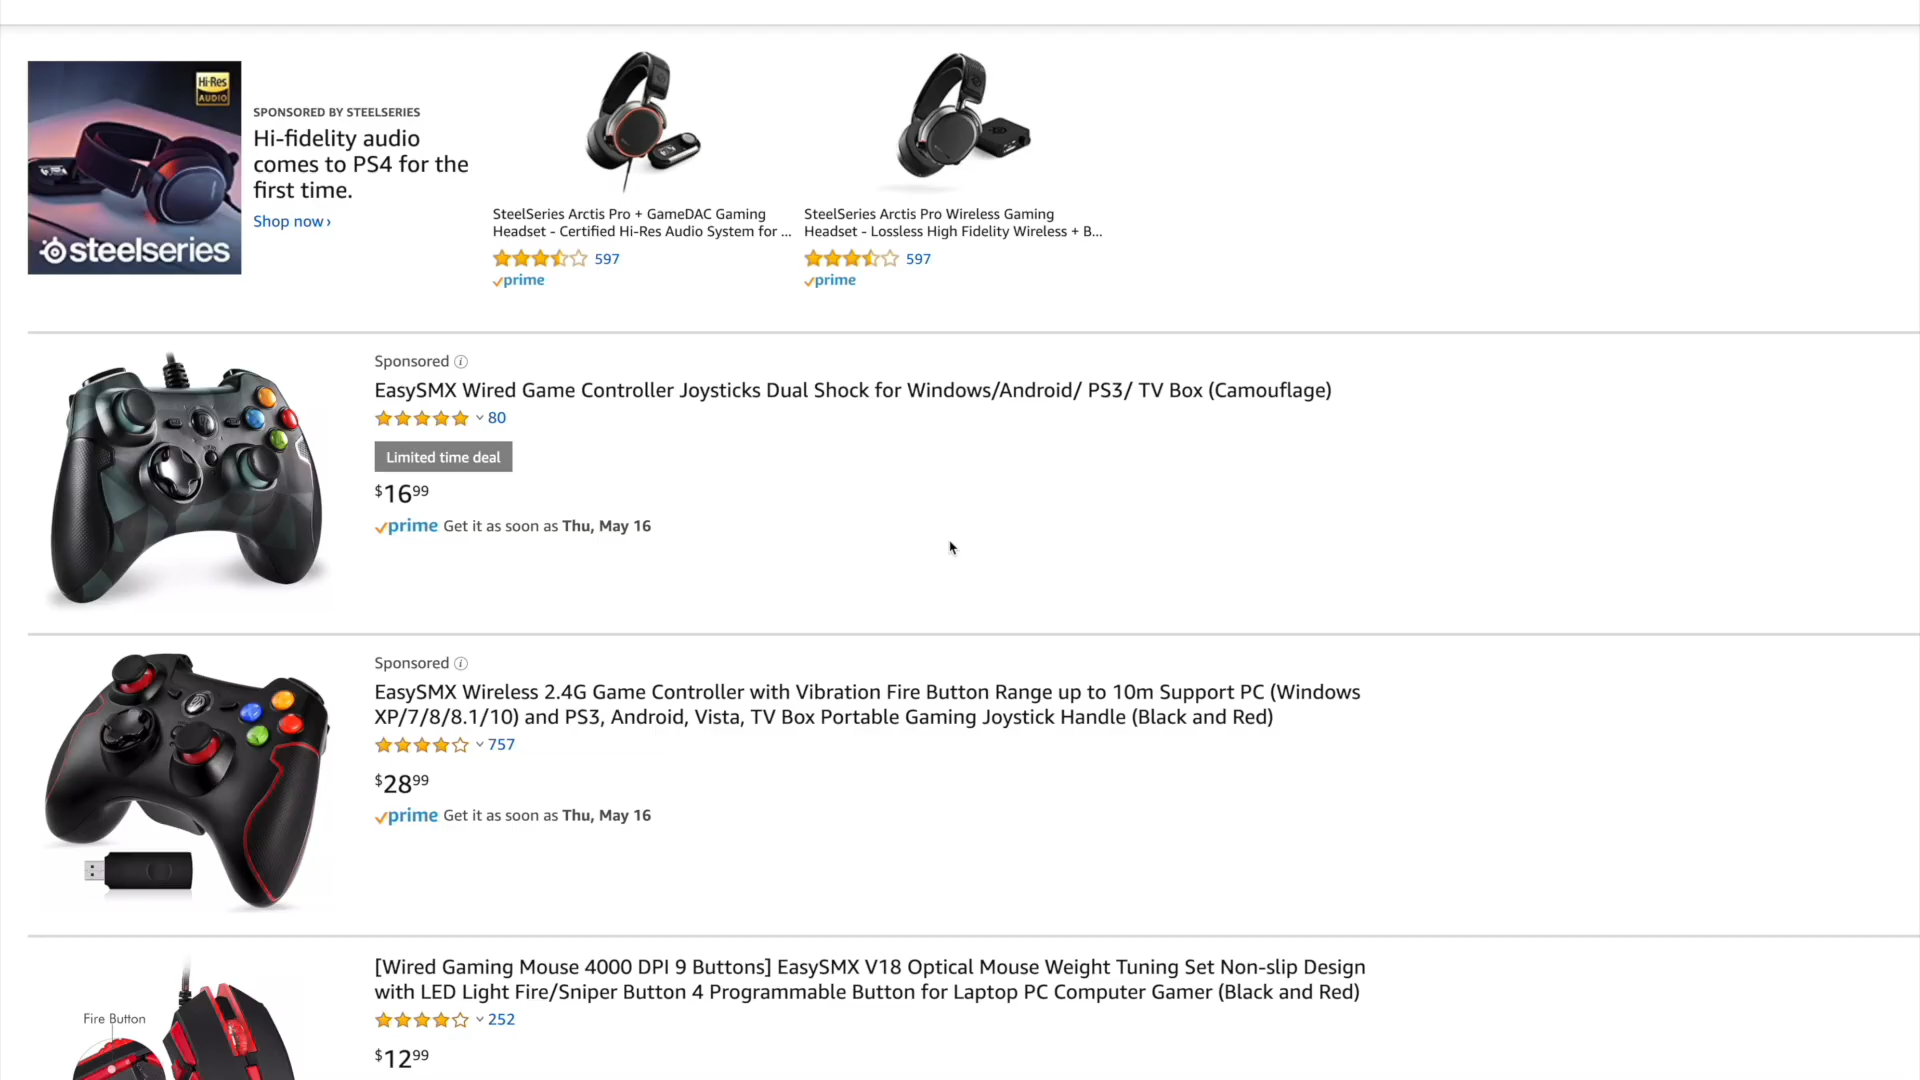 Hi-Res
AUDIO
steelseries
SPONSORED BY STEELSERIES
Hi-fidelity audio
comes to PS4 for the
first time.
Shop now ›
SteelSeries Arctis Pro + GameDAC Gaming
Headset - Certified Hi-Res Audio System for ...
597
prime
SteelSeries Arctis Pro Wireless Gaming
Headset - Lossless High Fidelity Wireless + B...
597
prime
Sponsored
EasySMX Wired Game Controller Joysticks Dual Shock for Windows/Android/ PS3/ TV Box (Camouflage)
80
Limited time deal
$16.99
prime Get it as soon as Thu, May 16
Sponsored
EasySMX Wireless 2.4G Game Controller with Vibration Fire Button Range up to 10m Support PC (Windows
XP/7/8/8.1/10) and PS3, Android, Vista, TV Box Portable Gaming Joystick Handle (Black and Red)
757
$28.99
prime Get it as soon as Thu, May 16
Fire Button
[Wired Gaming Mouse 4000 DPI 9 Buttons] EasySMX V18 Optical Mouse Weight Tuning Set Non-slip Design
with LED Light Fire/Sniper Button 4 Programmable Button for Laptop PC Computer Gamer (Black and Red)
252
$12.99